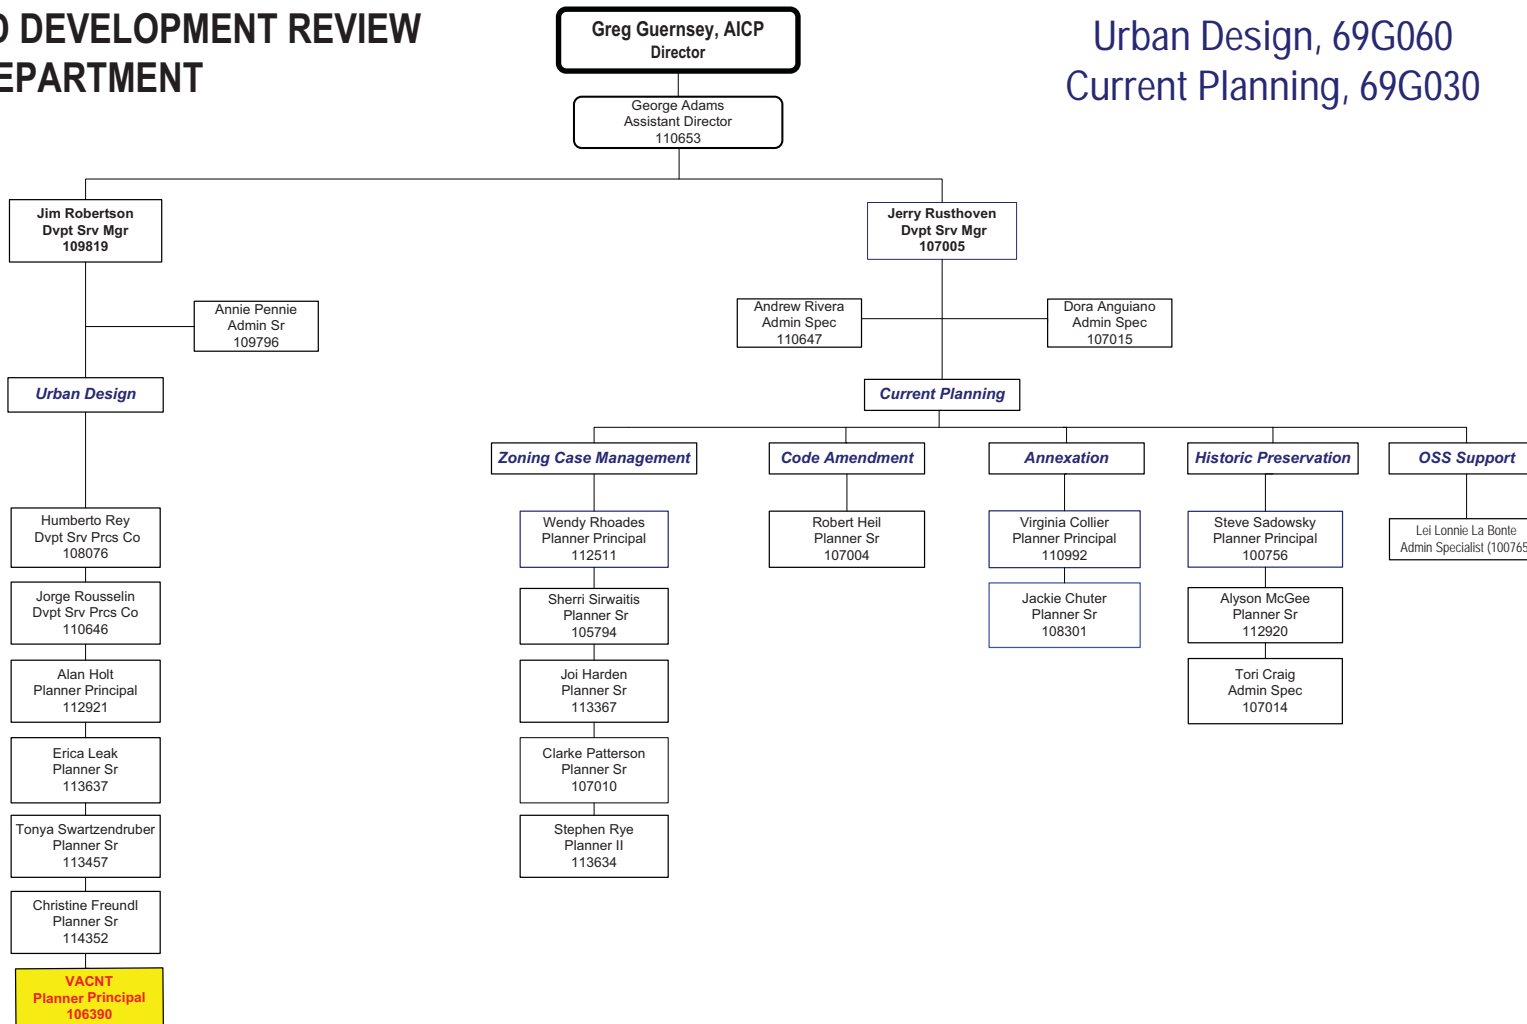 DEVELOPMENT REVIEW
Greg Guernsey, AICP
Director
Urban Design, 69G060
Current Planning, 69G030
George Adams
Assistant Director
110653
Jim Robertson
Dvpt Srv Mgr
109819
Jerry Rusthoven
Dvpt Srv Mgr
107005
Annie Pennie
Admin Sr
109796
Andrew Rivera
Admin Spec
110647
Dora Anguiano
Admin Spec
107015
Urban Design
Current Planning
Zoning Case Management
Code Amendment
Annexation
Historic Preservation
OSS Support
Humberto Rey
Dvpt Srv Prcs Co
108076
Jorge Rousselin
Dvpt Srv Prcs Co
110646
Alan Holt
Planner Principal
112921
Erica Leak
Planner Sr
113637
Tonya Swartzendruber
Planner Sr
113457
Christine Freundl
Planner Sr
114352
VACNT
Planner Principal
106390
Wendy Rhoades
Planner Principal
112511
Sherri Sirwaitis
Planner Sr
105794
Joi Harden
Planner Sr
113367
Clarke Patterson
Planner Sr
107010
Stephen Rye
Planner II
113634
Robert Heil
Planner Sr
107004
Virginia Collier
Planner Principal
110992
Jackie Chuter
Planner Sr
108301
Steve Sadowsky
Planner Principal
100756
Alyson McGee
Planner Sr
112920
Tori Craig
Admin Spec
107014
Lei Lonnie La Bonte
Admin Specialist (100765